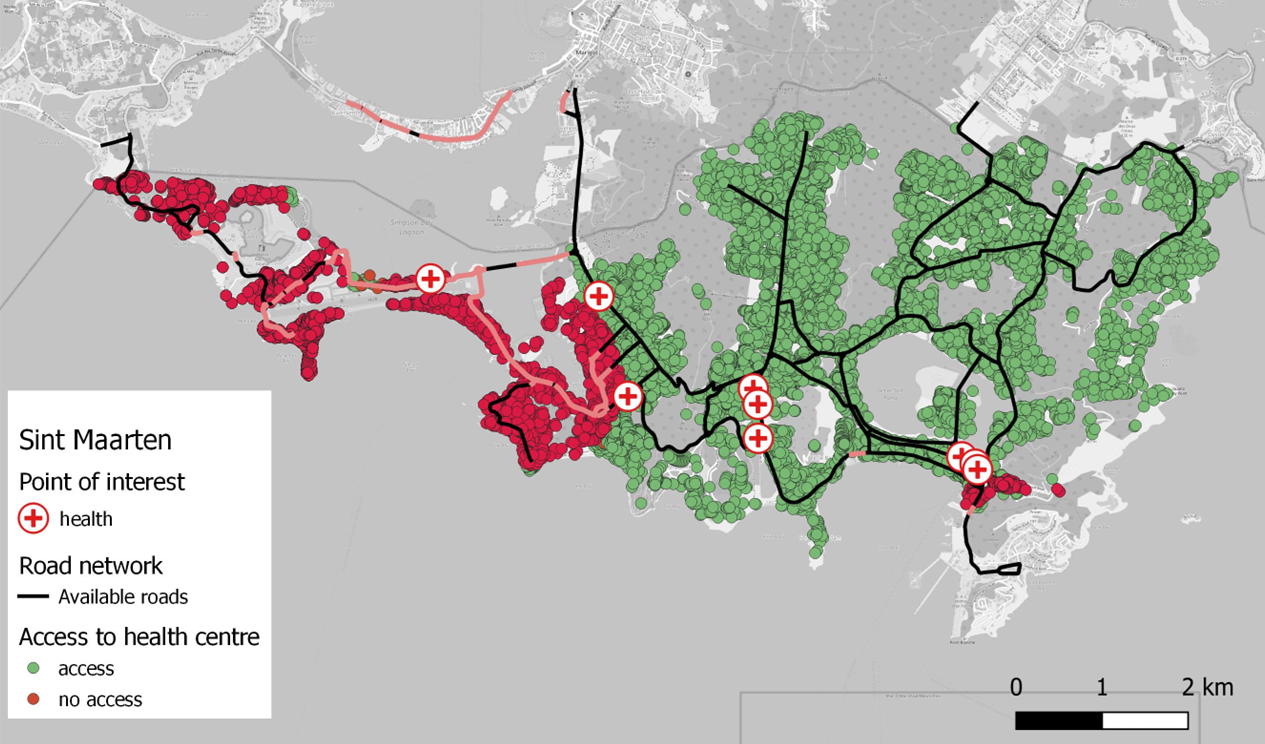 Marigot
Simpson Bay
Lagoon
Sint Maarten
Point of interest
health
Road network
Available roads
Access to health centre
access
no access
0 1 2 km